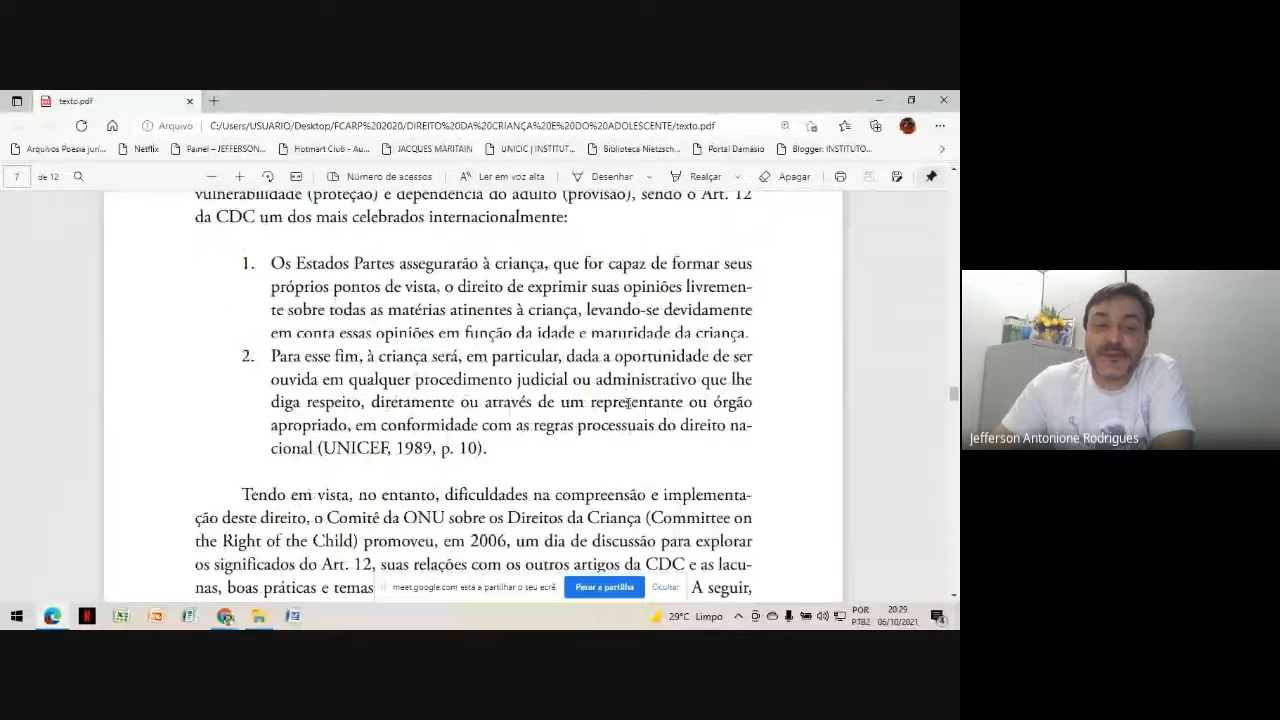 texto.pdf
Arquivo C:/Users/USUARIO/Desktop/FCARP%202020/DIREITO%20DA%20CRIANÇA%20E%20DO%20ADOLESCENTE/texto.pdf
Arquivos Poesia jurí... Netflix Painel – JEFFERSON... Hotmart Club - Au... JACQUES MARITAIN UNICIC | INSTITUT... Biblioteca Nietzsch... Portal Damásio Blogger: INSTITUTO...
7 de 12 Número de acessos Ler em voz alta Desenhar Realçar Apagar
vulnerabilidade (proteção) e dependência do adulto (provisão), sendo o Art. 12
da CDC um dos mais celebrados internacionalmente:
1. Os Estados Partes assegurarão à criança, que for capaz de formar seus
próprios pontos de vista, o direito de exprimir suas opiniões livremen-
te sobre todas as matérias atinentes à criança, levando-se devidamente
em conta essas opiniões em função da idade e maturidade da criança.
2. Para esse fim, à criança será, em particular, dada a oportunidade de ser
ouvida em qualquer procedimento judicial ou administrativo que lhe
diga respeito, diretamente ou através de um representante ou órgão
apropriado, em conformidade com as regras processuais do direito na-
cional (UNICEF, 1989, p. 10).
Tendo em vista, no entanto, dificuldades na compreensão e implementa-
ção deste direito, o Comitê da ONU sobre os Direitos da Criança (Committee on
the Right of the Child) promoveu, em 2006, um dia de discussão para explorar
os significados do Art. 12, suas relações com os outros artigos da CDC e as lacu-
nas, boas práticas e temas A seguir,
meet.google.com está a partilhar o seu ecrã. Parar a partilha Ocultar
29°C Limpo POR 20:29
PTB2 06/10/2021 4
Jefferson Antonione Rodrigues